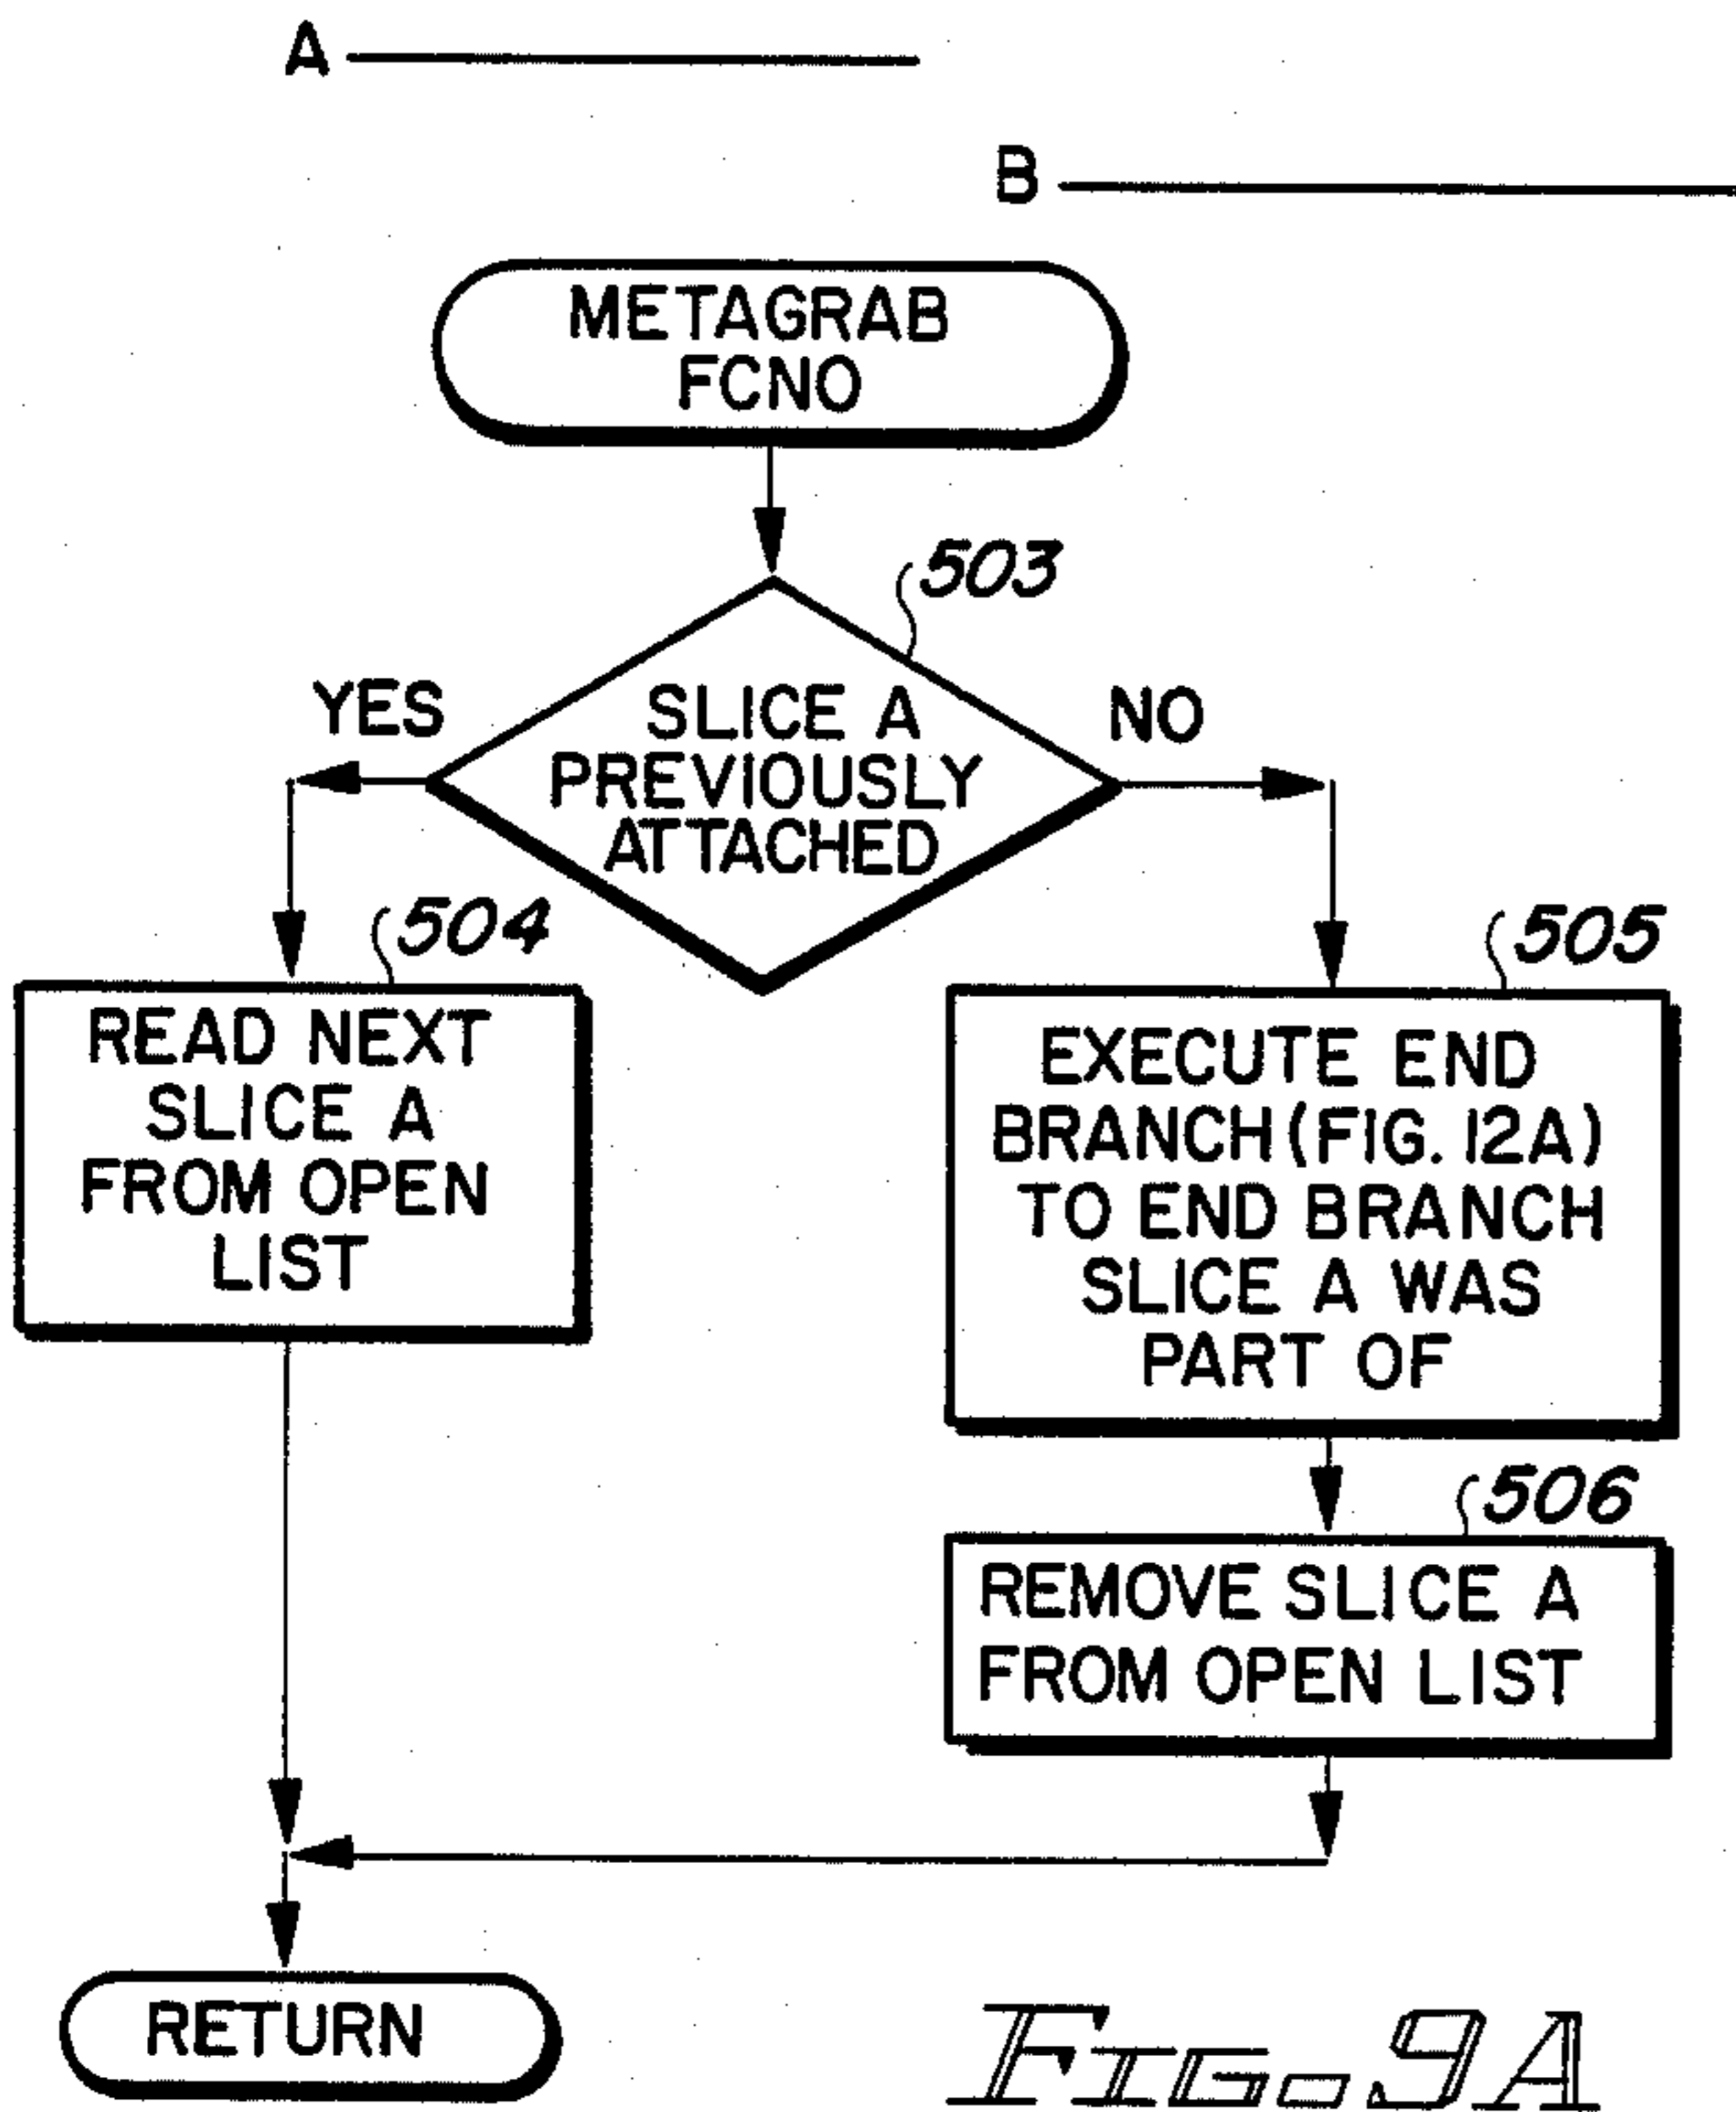 A
B
METAGRAB
FCNO
503
YES
SLICE A
PREVIOUSLY
ATTACHED
NO
504
READ NEXT
SLICE A
FROM OPEN
LIST
505
EXECUTE END
BRANCH (FIG. 12A)
TO END BRANCH
SLICE A WAS
PART OF
506
REMOVE SLICE A
FROM OPEN LIST
RETURN
FIG. 9A